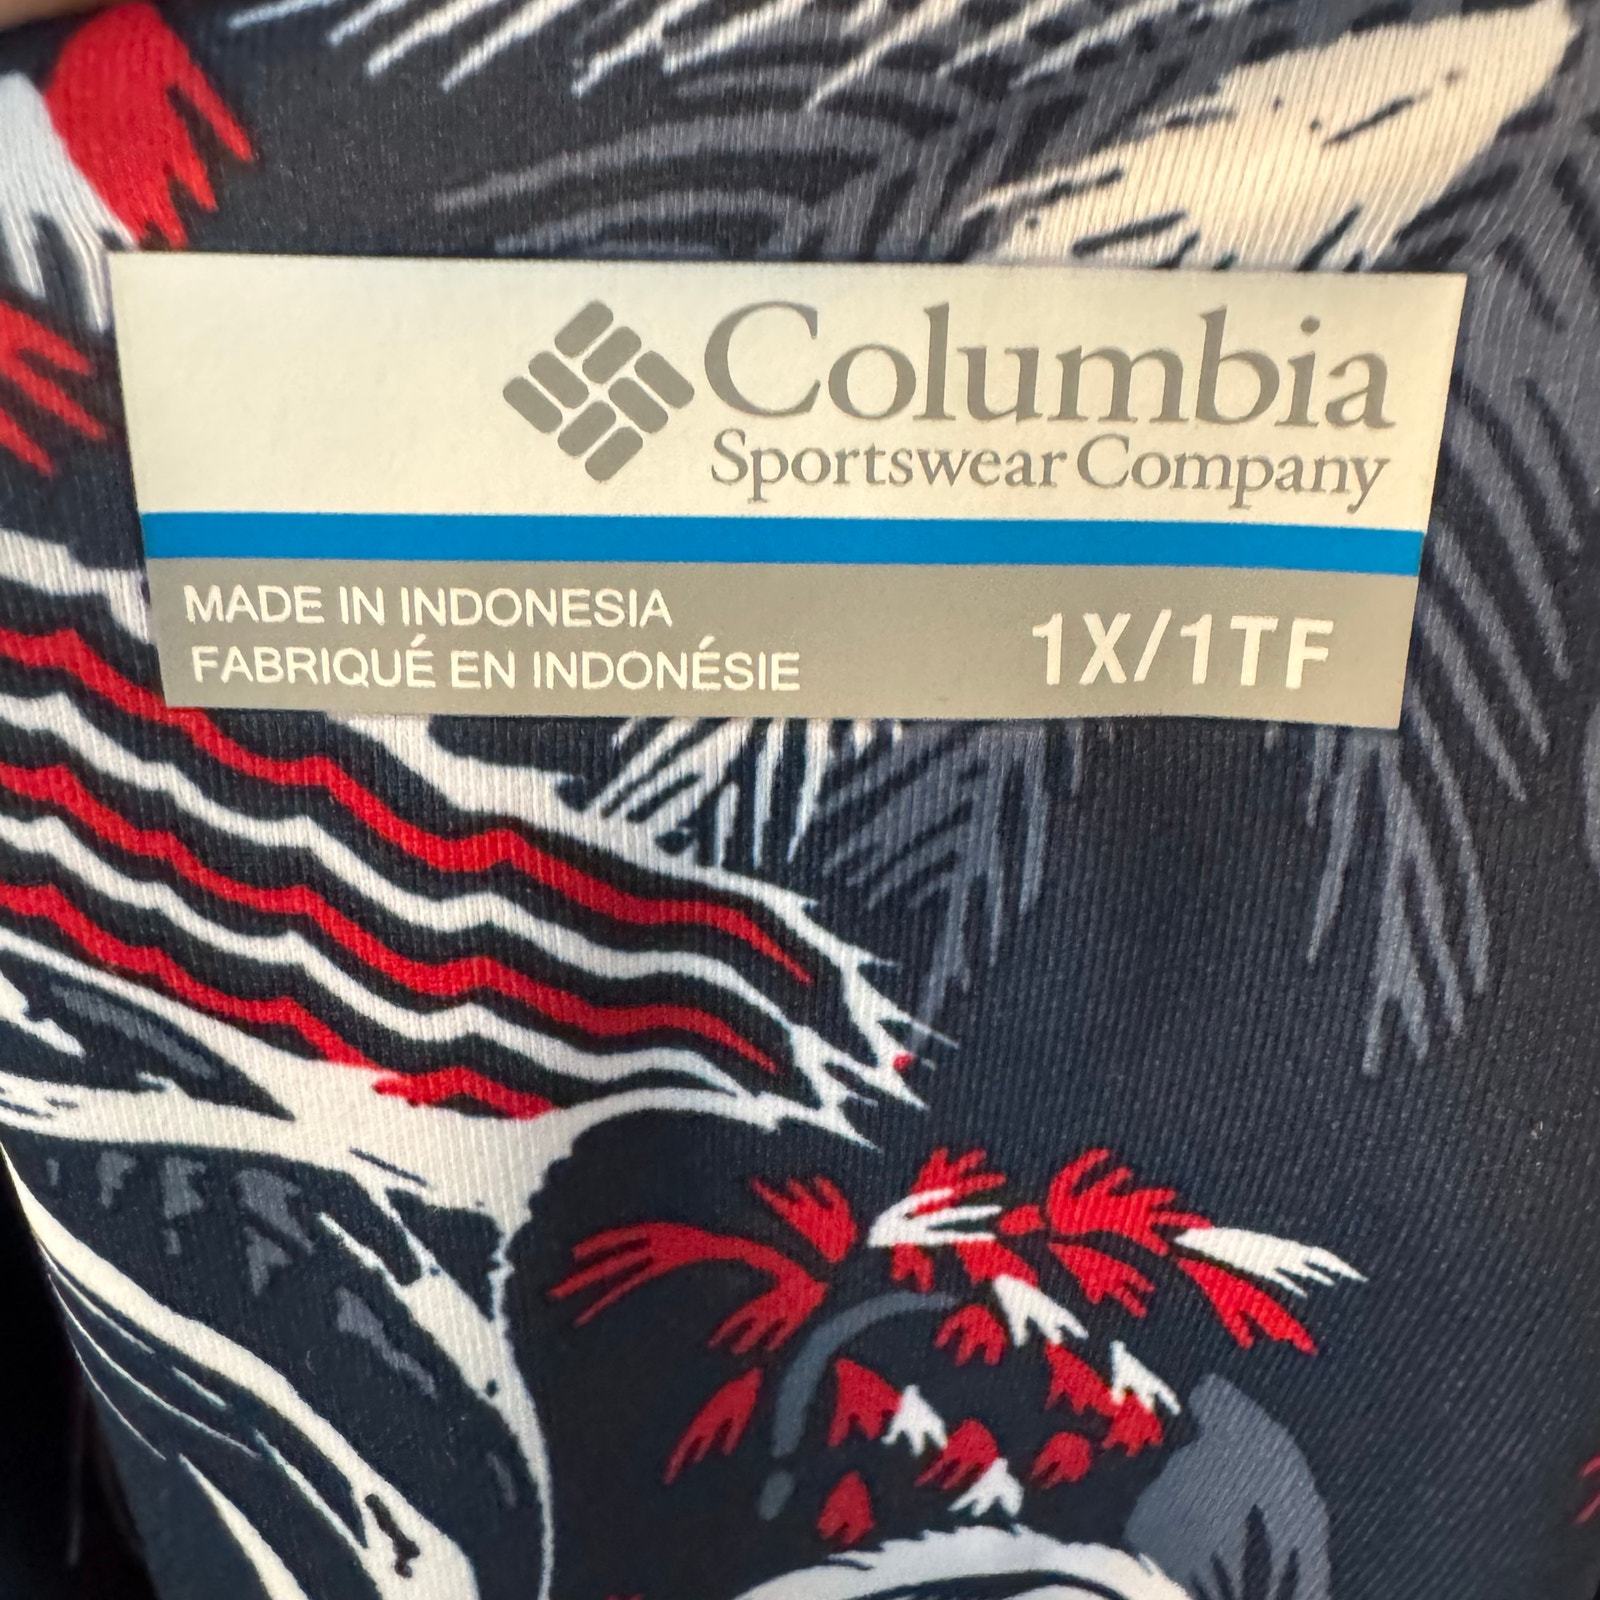 Columbia
Sportswear Company
MADE IN INDONESIA
FABRIQUÉ EN INDONÉSIE
1X/1TF